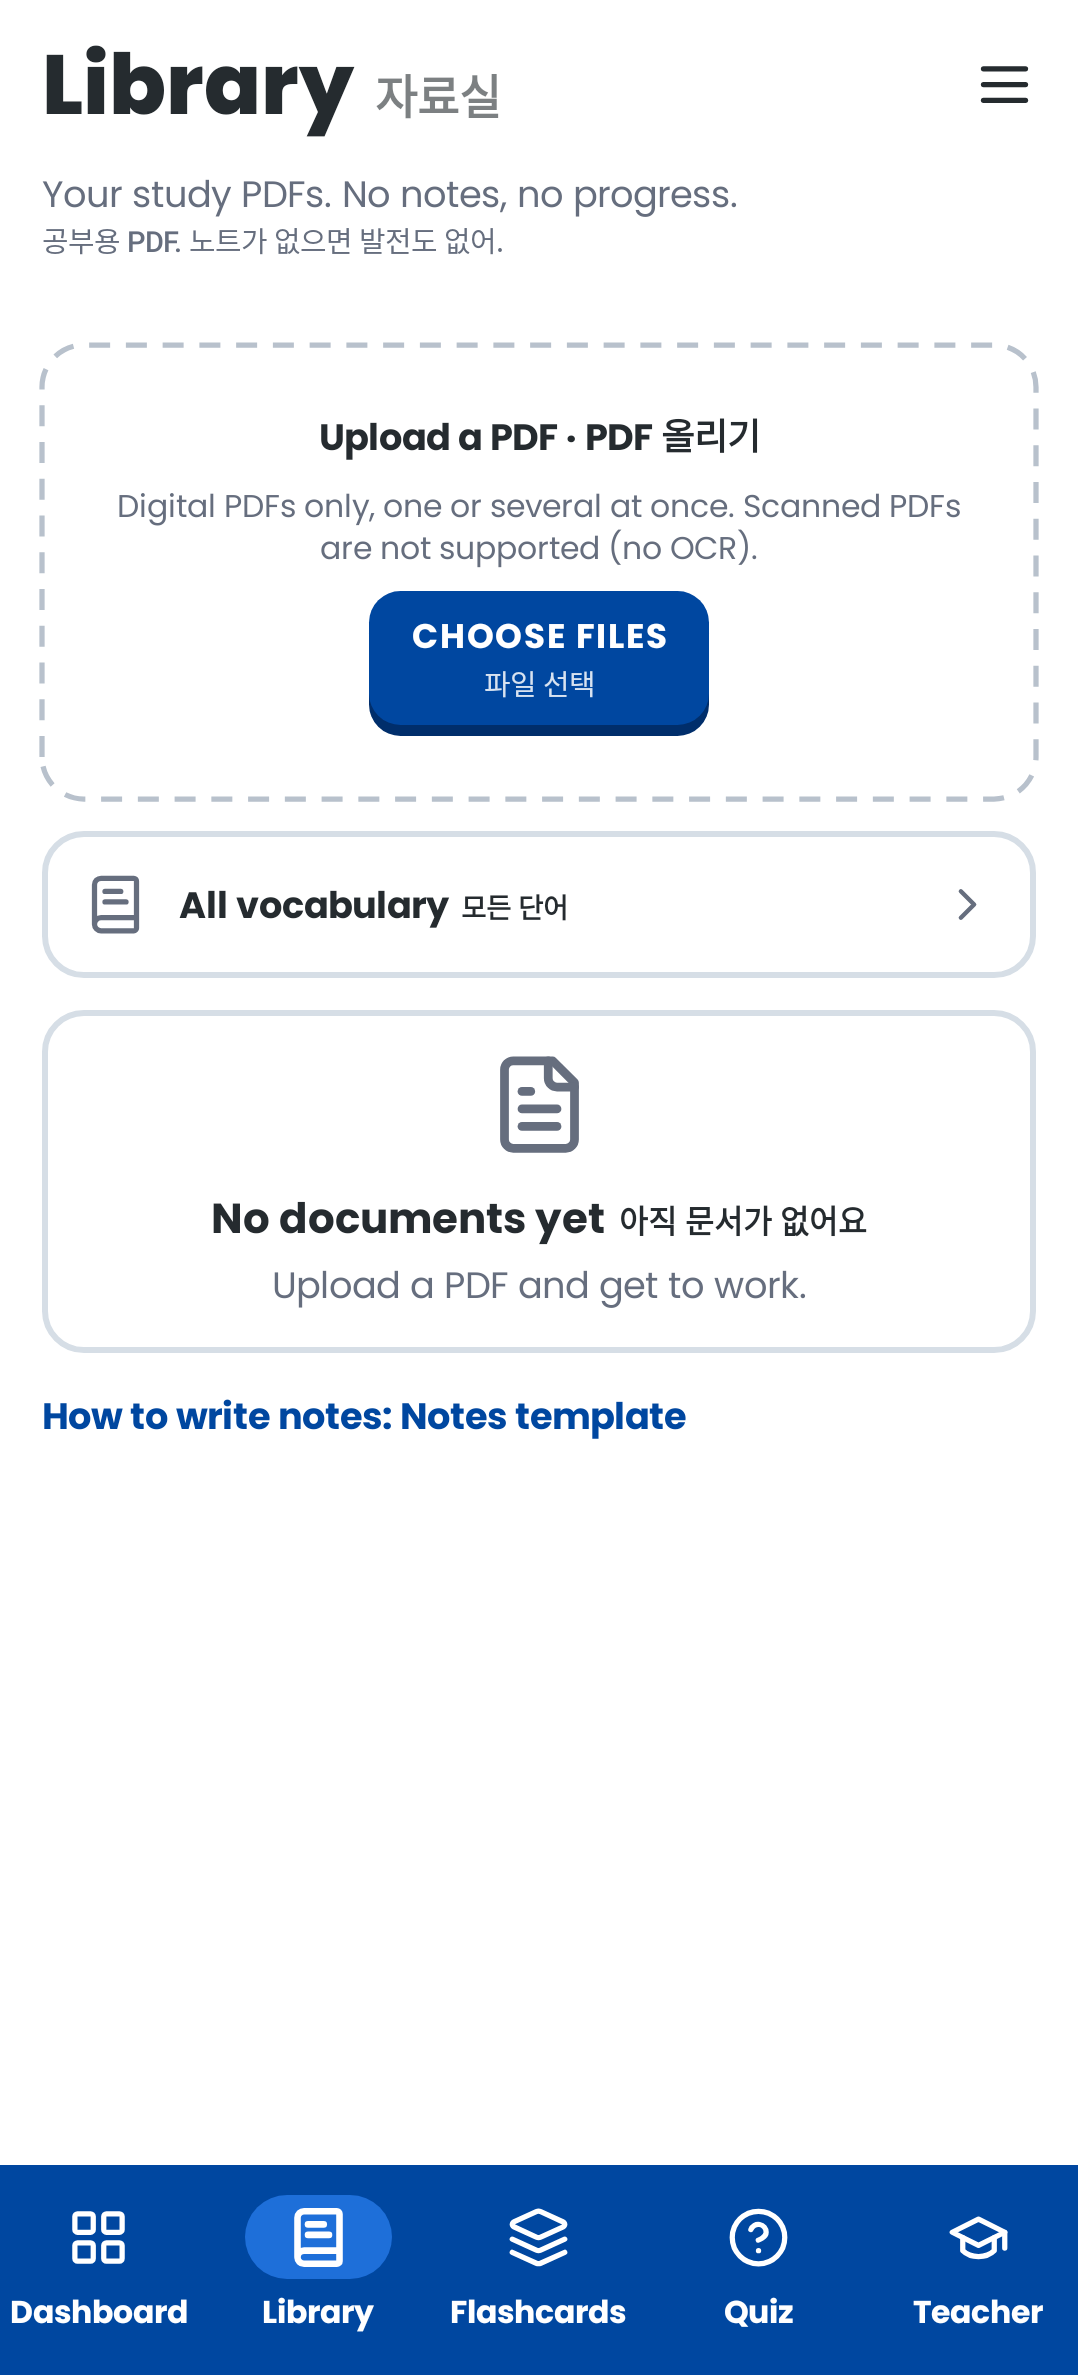 Library 자료실
Your study PDFs. No notes, no progress.
공부용 PDF. 노트가 없으면 발전도 없어.
Upload a PDF · PDF 올리기
Digital PDFs only, one or several at once. Scanned PDFs
are not supported (no OCR).
CHOOSE FILES
파일 선택
All vocabulary 모든 단어
No documents yet 아직 문서가 없어요
Upload a PDF and get to work.
How to write notes: Notes template
Dashboard Library Flashcards Quiz Teacher